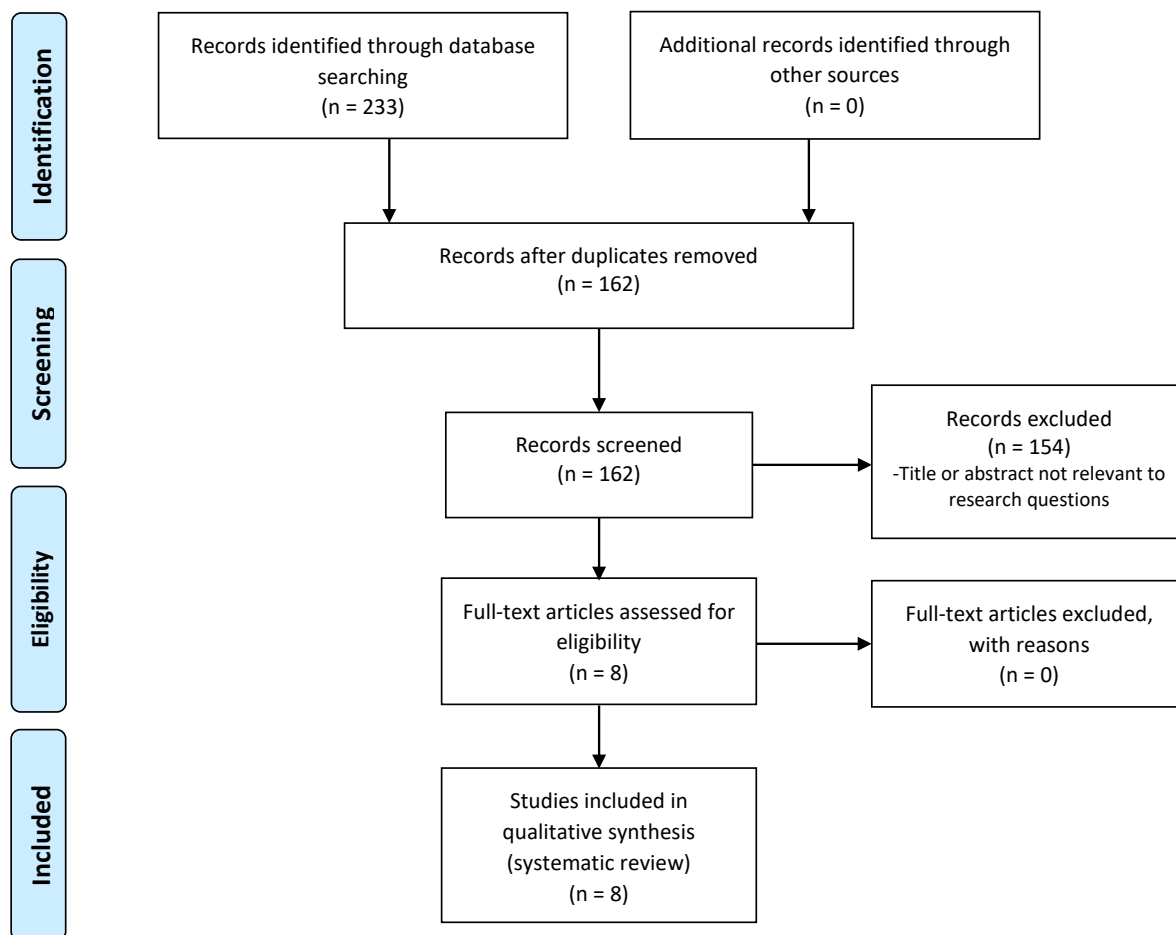 Identification
Records identified through database
searching
(n = 233)
Additional records identified through
other sources
(n = 0)
Records after duplicates removed
(n = 162)
Screening
Records screened
(n = 162)
Records excluded
(n = 154)
-Title or abstract not relevant to
research questions
Eligibility
Full-text articles assessed for
eligibility
(n = 8)
Full-text articles excluded,
with reasons
(n = 0)
Included
Studies included in
qualitative synthesis
(systematic review)
(n = 8)